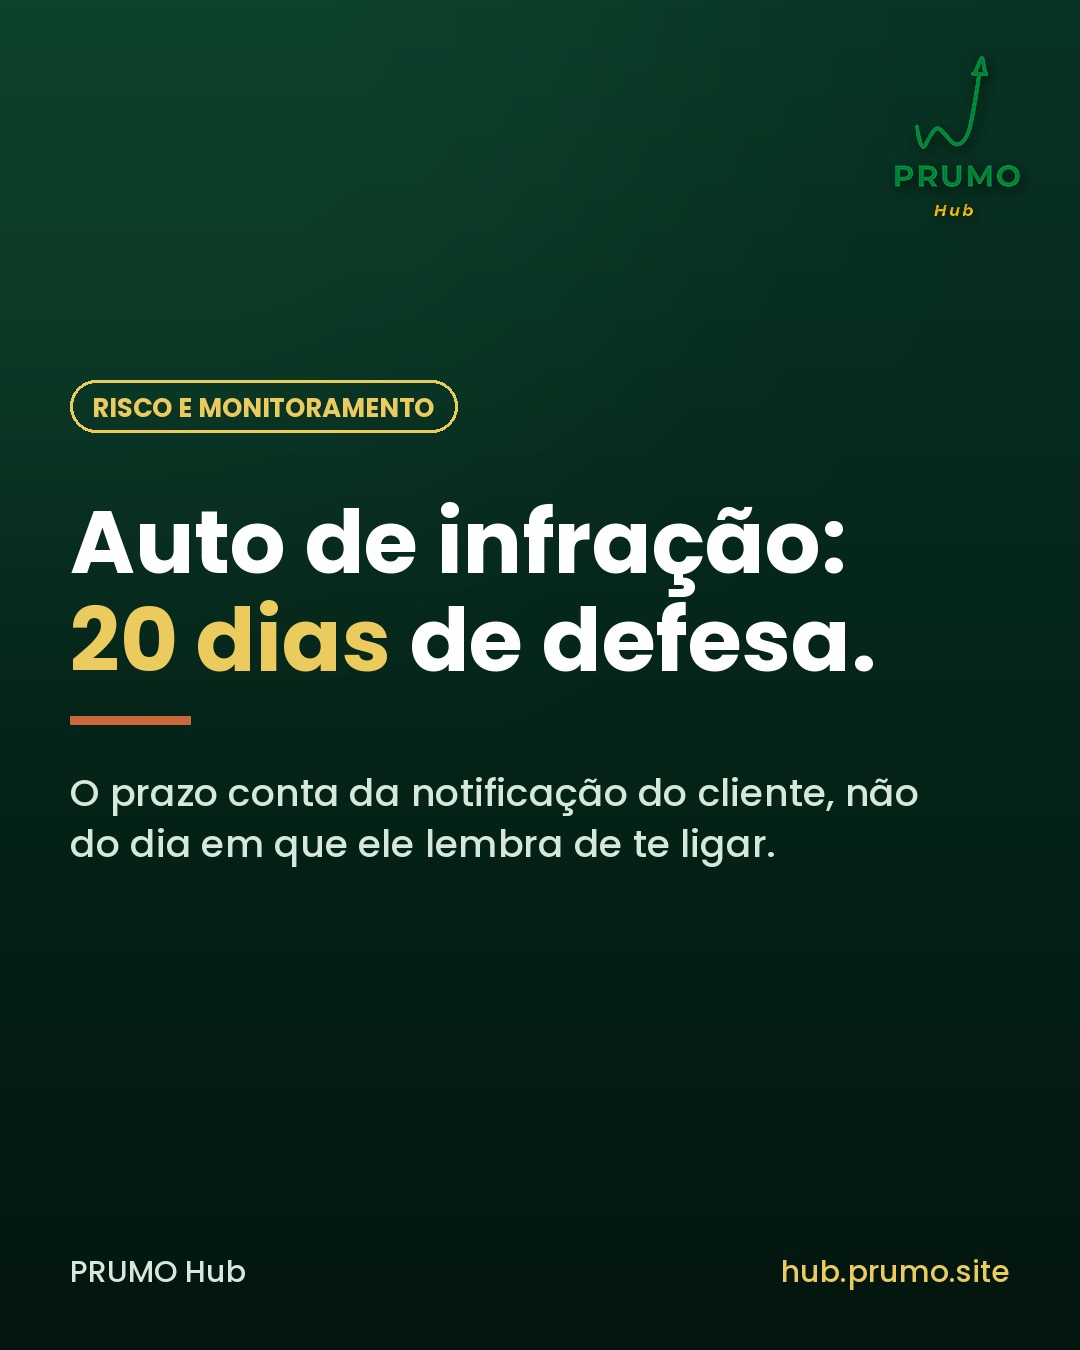 PRUMO
Hub
RISCO E MONITORAMENTO
Auto de infração:
20 dias de defesa.
O prazo conta da notificação do cliente, não
do dia em que ele lembra de te ligar.
PRUMO Hub
hub.prumo.site